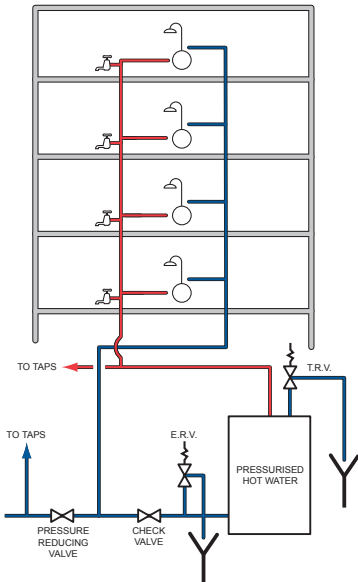 TO TAPS
T.R.V.
TO TAPS
E.R.V.
PRESSURISED
HOT WATER
PRESSURE
REDUCING
VALVE
CHECK
VALVE